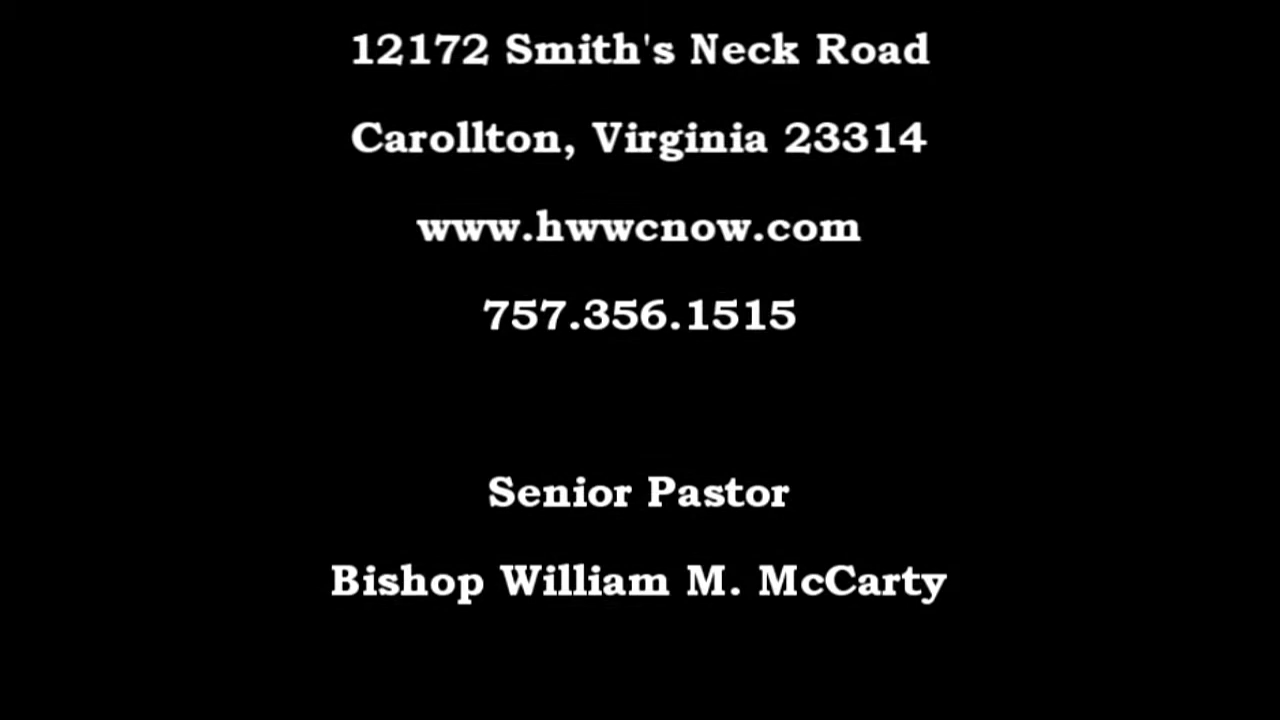 12172 Smith's Neck Road
Carollton, Virginia 23314
www.hwwcnow.com
757.356.1515
Senior Pastor
Bishop William M. McCarty